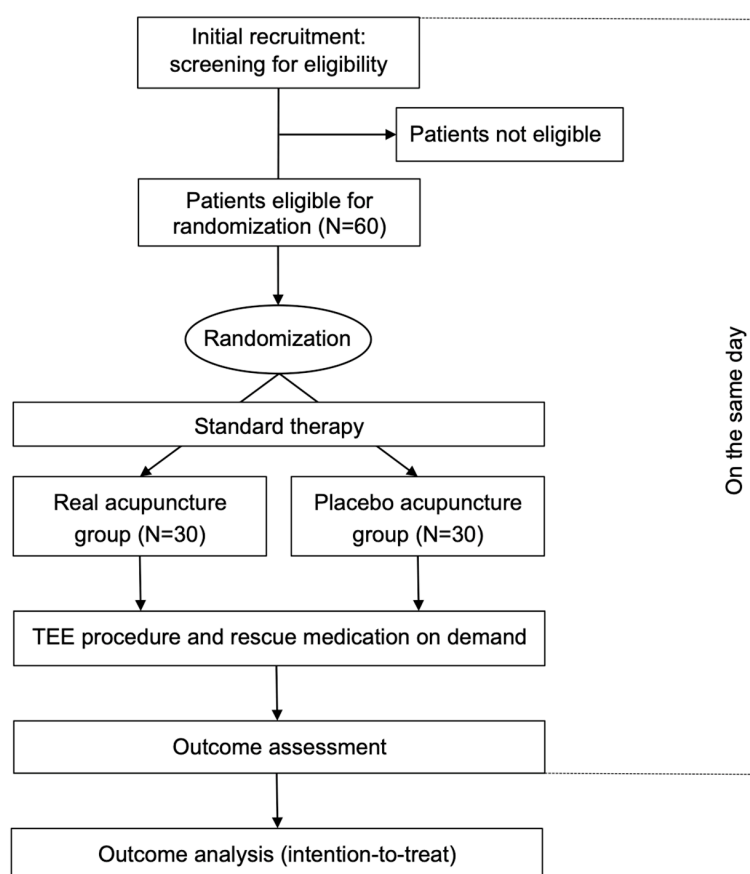 Initial recruitment:
screening for eligibility
Patients not eligible
Patients eligible for
randomization (N=60)
Randomization
Standard therapy
Real acupuncture
group (N=30)
Placebo acupuncture
group (N=30)
TEE procedure and rescue medication on demand
Outcome assessment
Outcome analysis (intention-to-treat)
On the same day